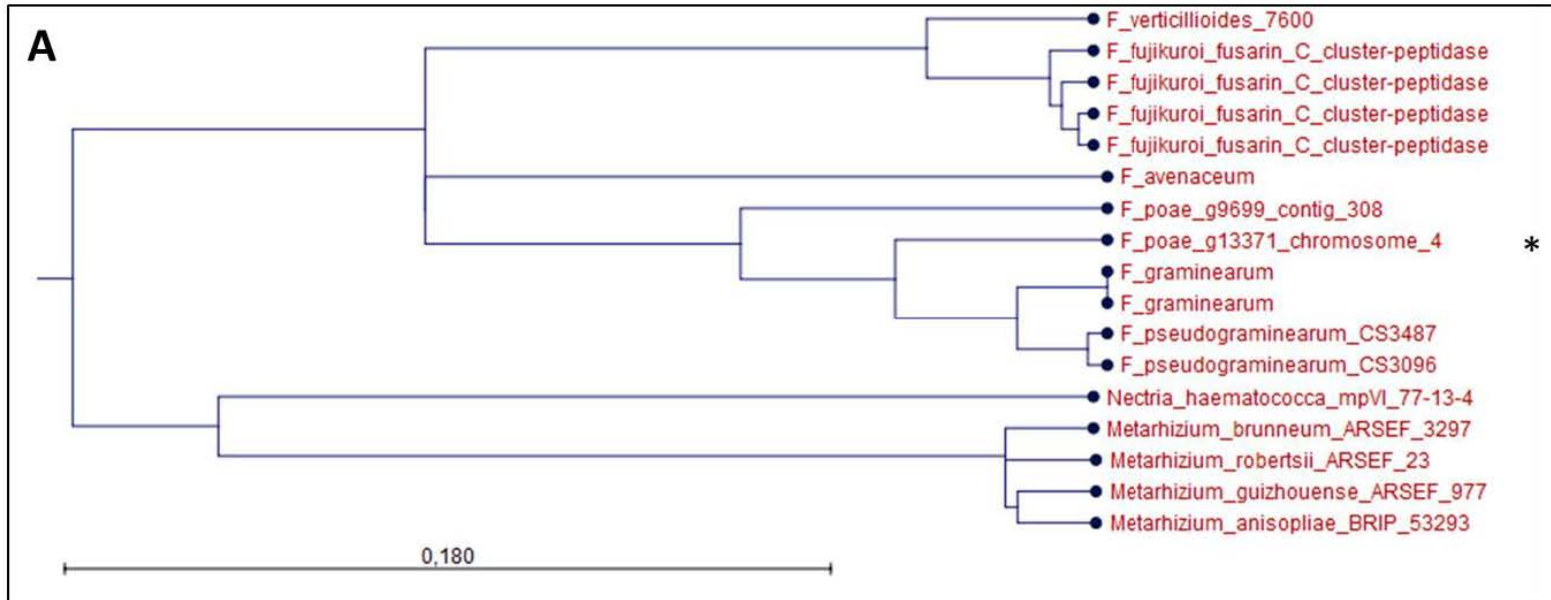 A
F_verticillioides_7600
F_fujikuroi_fusarin_C_cluster-peptidase
F_fujikuroi_fusarin_C_cluster-peptidase
F_fujikuroi_fusarin_C_cluster-peptidase
F_fujikuroi_fusarin_C_cluster-peptidase
F_avenaceum
F_poae_g9699_contig_308
F_poae_g13371_chromosome_4 *
F_graminearum
F_graminearum
F_pseudograminearum_CS3487
F_pseudograminearum_CS3096
Nectria_haematococca_mpVI_77-13-4
Metarhizium_brunneum_ARSEF_3297
Metarhizium_robertsii_ARSEF_23
Metarhizium_guizhouense_ARSEF_977
Metarhizium_anisopliae_BRIP_53293
0,180